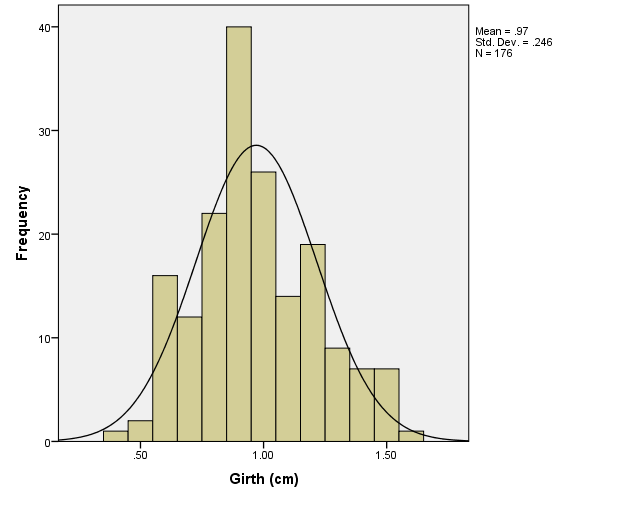 Mean = .97
Std. Dev. = .246
N = 176
40
30
20
10
0
Frequency
.50 1.00 1.50
Girth (cm)